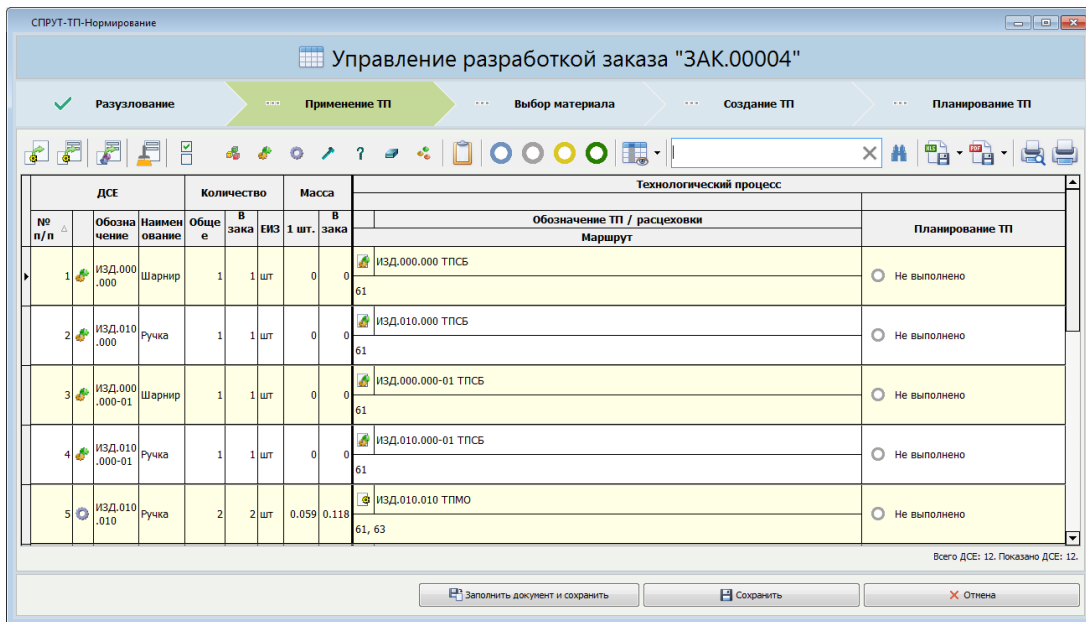 СПРУТ-ТП-Нормирование
Управление разработкой заказа "ЗАК.00004"
Разузлование
Применение ТП
Выбор материала
Создание ТП
Планирование ТП
ДСЕ
Количество
Масса
Технологический процесс
№ п/п
Обозна чение
Наимен ование
Обще е
В зака
ЕИЗ
1 шт.
В зака
Обозначение ТП / расцеховки
Маршрут
Планирование ТП
1 ИЗД.000 .000 Шарнир 1 1 шт 0 0 ИЗД.000.000 ТПСБ Не выполнено
61
2 ИЗД.010 .000 Ручка 1 1 шт 0 0 ИЗД.010.000 ТПСБ Не выполнено
61
3 ИЗД.000 .000-01 Шарнир 1 1 шт 0 0 ИЗД.000.000-01 ТПСБ Не выполнено
61
4 ИЗД.010 .000-01 Ручка 1 1 шт 0 0 ИЗД.010.000-01 ТПСБ Не выполнено
61
5 ИЗД.010 .010 Ручка 2 2 шт 0.059 0.118 ИЗД.010.010 ТПМО Не выполнено
61, 63
Всего ДСЕ: 12. Показано ДСЕ: 12.
Заполнить документ и сохранить
Сохранить
Отмена